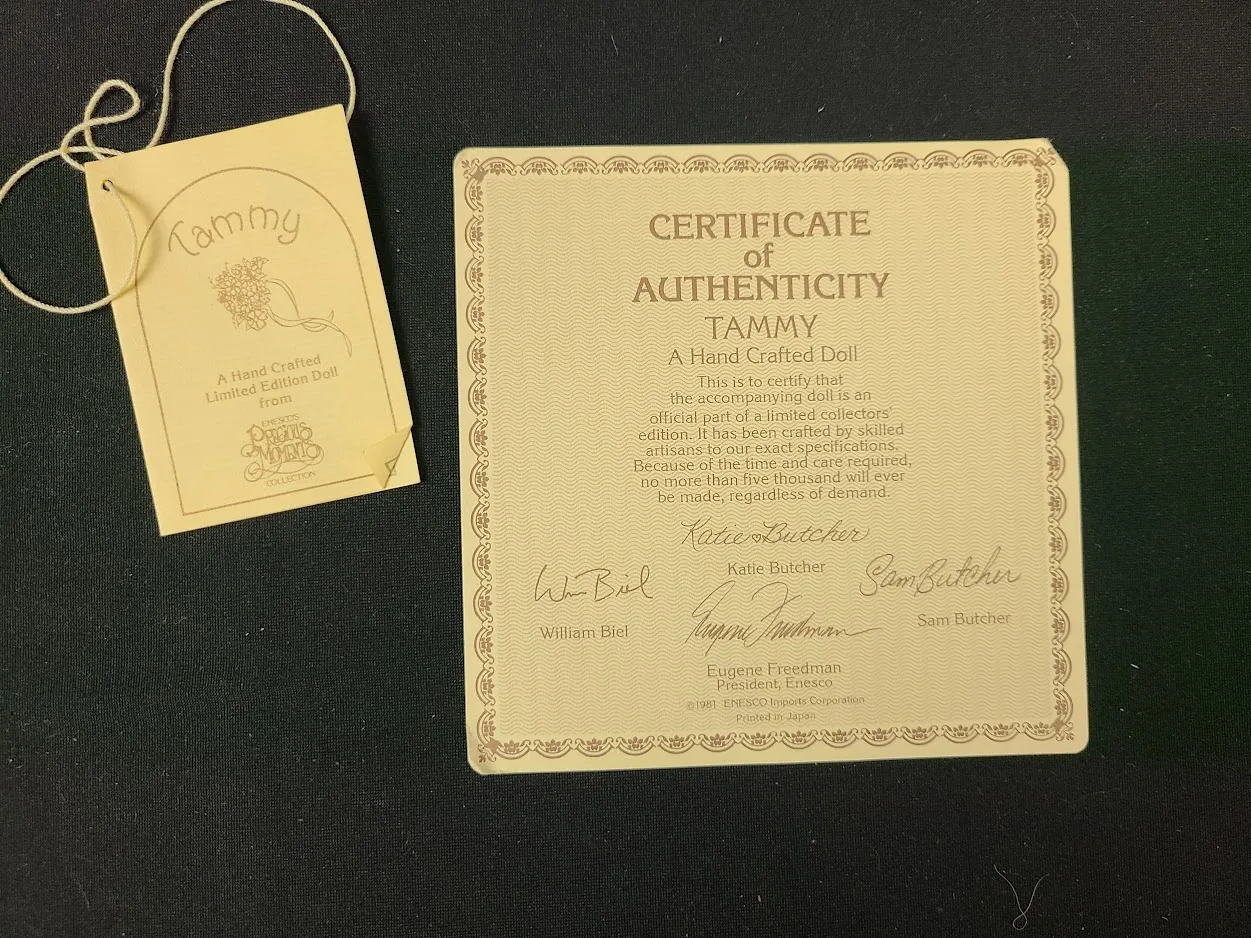 Tammy
A Hand Crafted
Limited Edition Doll
from
ENESCO'S
PRECIOUS
MOMENTS
COLLECTION
CERTIFICATE
of
AUTHENTICITY
TAMMY
A Hand Crafted Doll
This is to certify that
the accompanying doll is an
official part of a limited collectors'
edition. It has been crafted by skilled
artisans to our exact specifications.
Because of the time and care required,
no more than five thousand will ever
be made, regardless of demand.
Katie Butcher
Katie Butcher
Wm Biel
William Biel
Sam Butcher
Sam Butcher
Eugene Freedman
Eugene Freedman
President, Enesco
©1981 ENESCO Imports Corporation
Printed in Japan